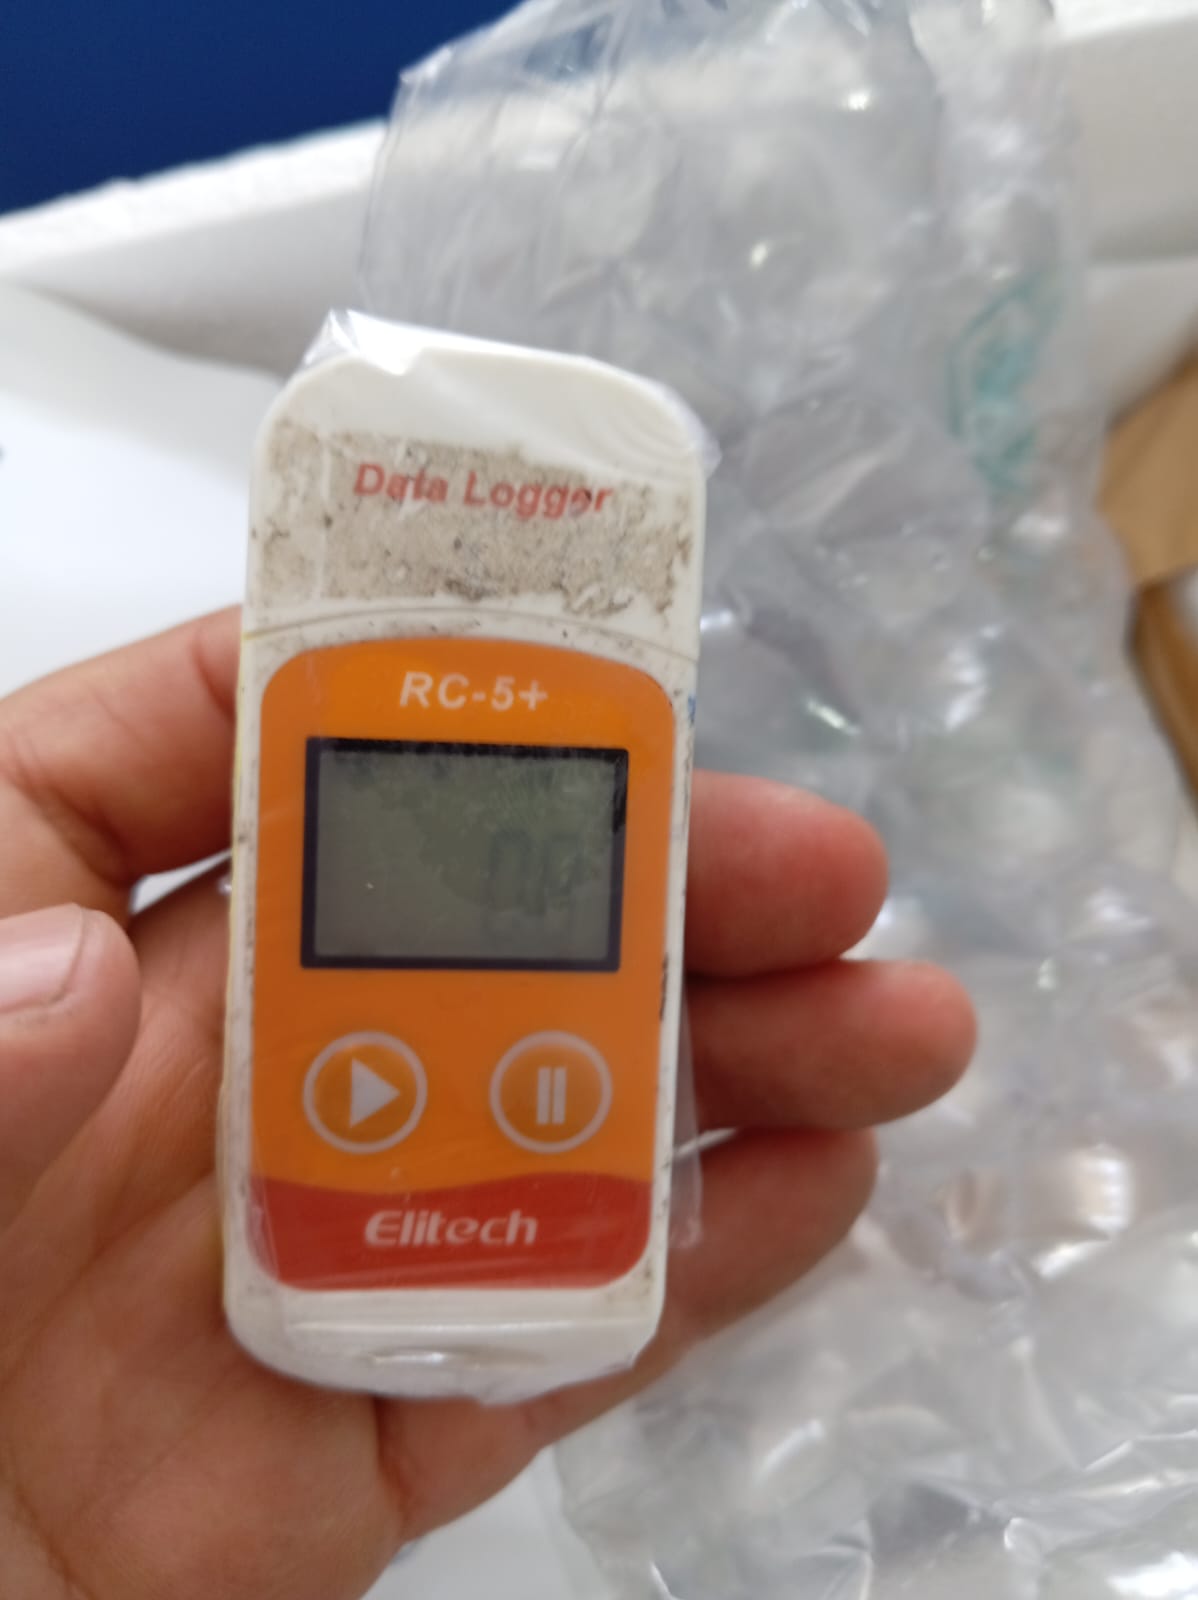 Data Logger
RC-5+
Elitech